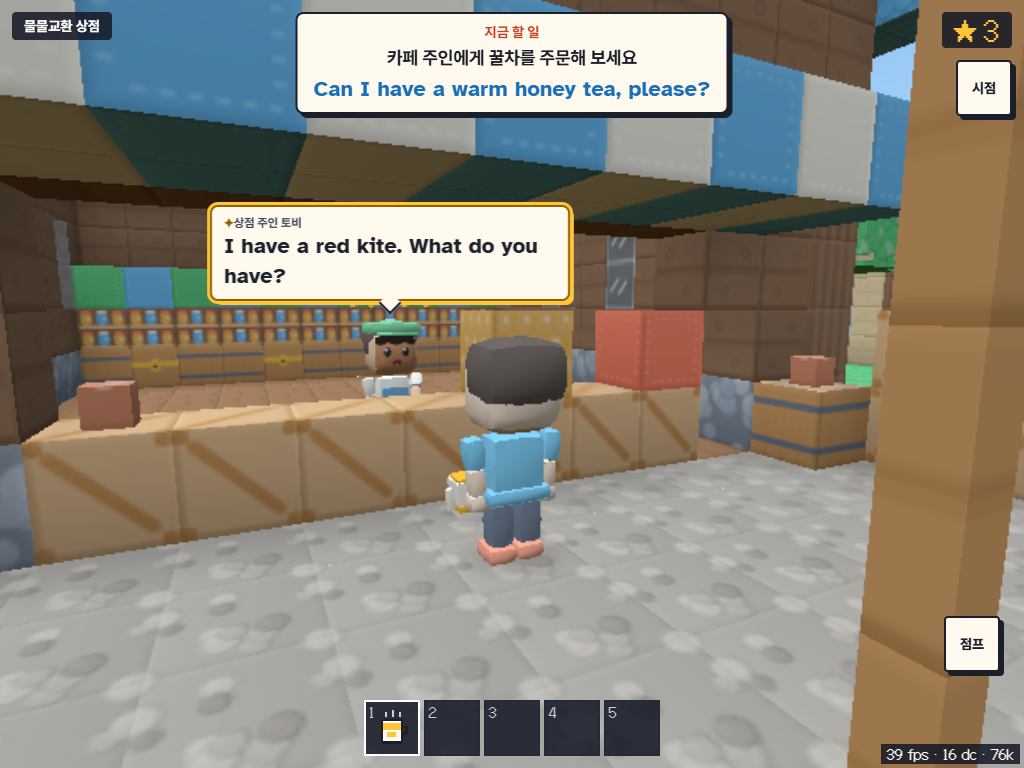 물물교환 상점
지금 할 일
카페 주인에게 꿀차를 주문해 보세요
Can I have a warm honey tea, please?
★ 3
시점
✦상점 주인 토비
I have a red kite. What do you
have?
점프
1 2 3 4 5
39 fps · 16 dc · 76k